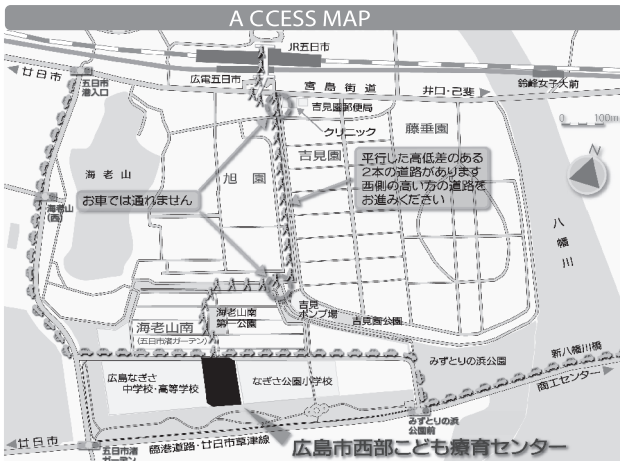 A CCESS MAP
JR五日市
廿日市
五日市
港入口
広電五日市
宮島街道
井口・己斐
鈴峰女子大前
吉見園郵便局
クリニック
藤垂園
0 100m
N
吉見園
平行した高低差のある
2本の道路があります
西側の高い方の道路を
お進みください
海老山
旭園
お車では通れません
海老山
(西)
八幡川
吉見
ポンプ場
吉見園公園
海老山南
第一公園
海老山南
(五日市渚ガーデン)
みずとりの浜公園
新八幡川橋
商工センター
広島なぎさ
中学校・高等学校
なぎさ公園小学校
みずとりの浜
公園前
廿日市
五日市渚
ガーデン
臨港道路・廿日市草津線
広島市西部こども療育センター